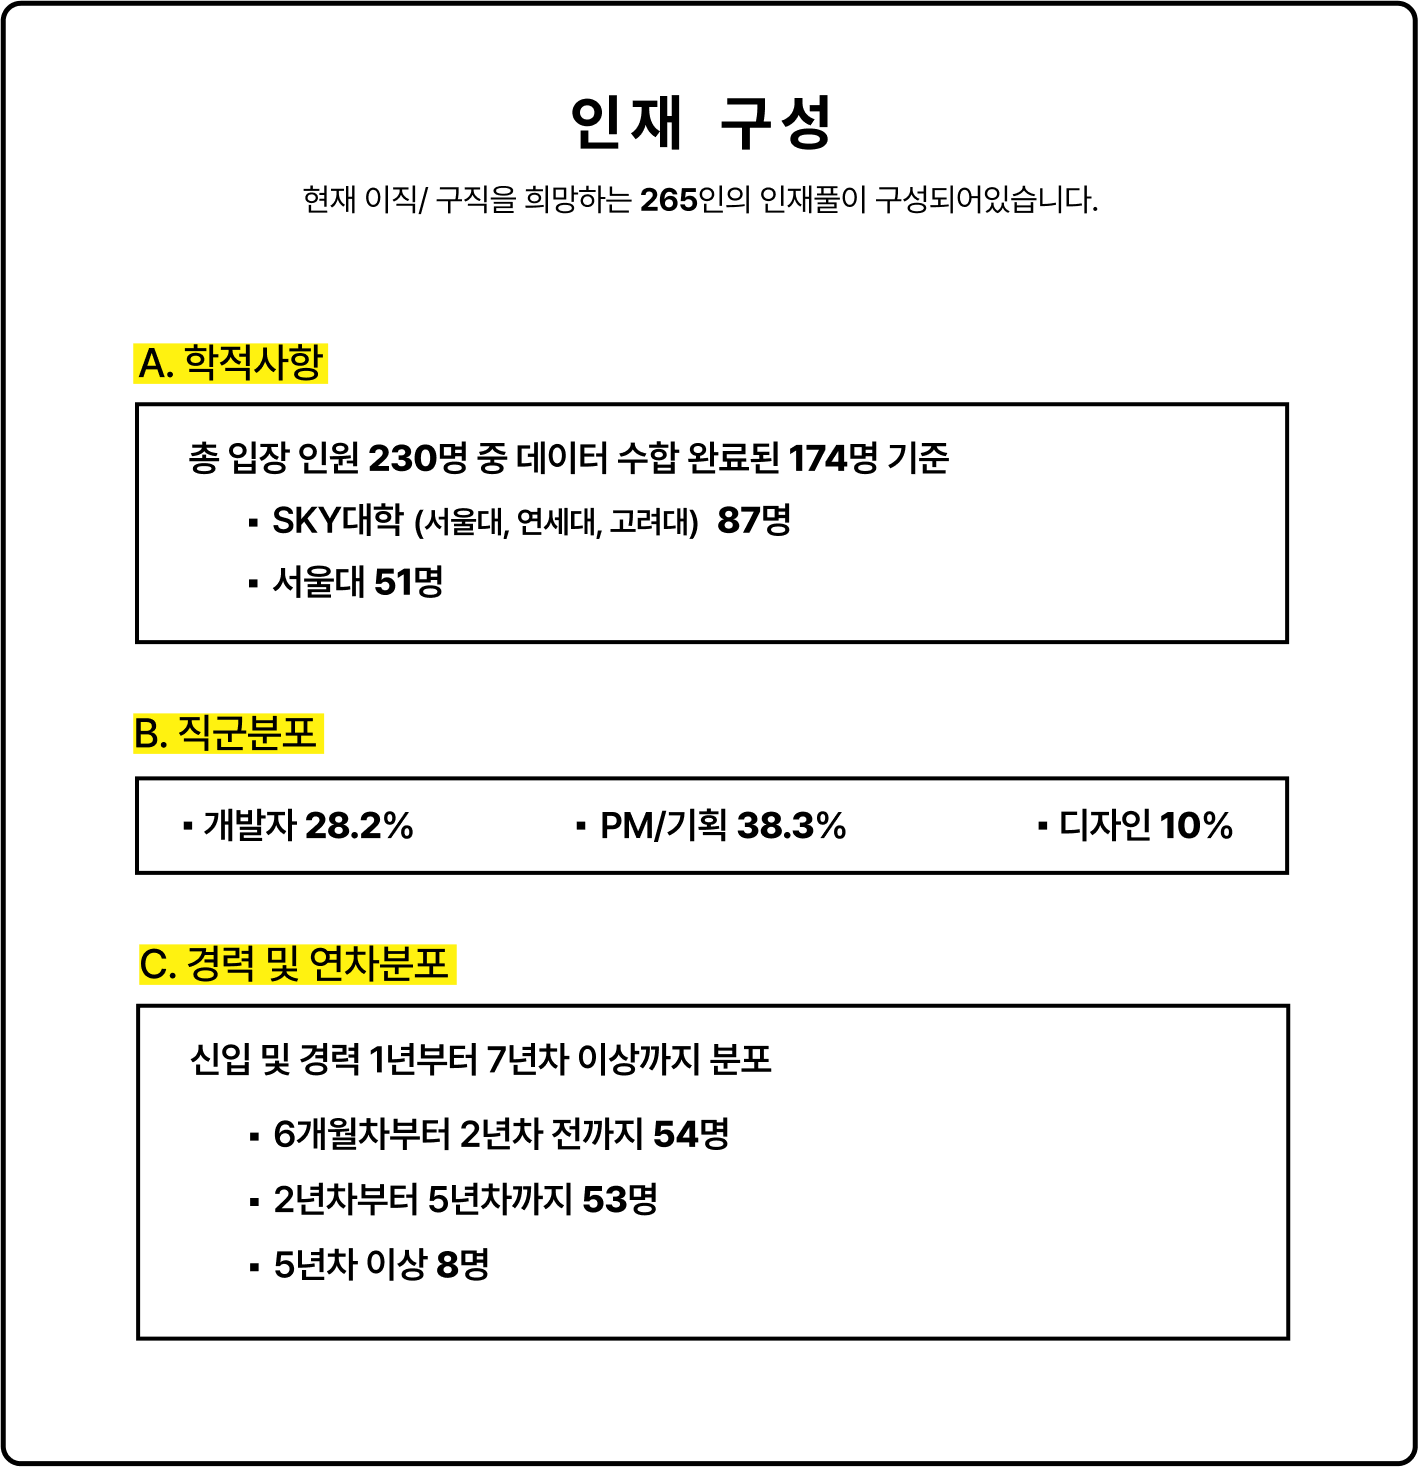 인재 구성
현재 이직/ 구직을 희망하는 265인의 인재풀이 구성되어있습니다.
A. 학적사항
총 입장 인원 230명 중 데이터 수합 완료된 174명 기준
▪ SKY대학 (서울대, 연세대, 고려대) 87명
▪ 서울대 51명
B. 직군분포
▪ 개발자 28.2% ▪ PM/기획 38.3% ▪ 디자인 10%
C. 경력 및 연차분포
신입 및 경력 1년부터 7년차 이상까지 분포
▪ 6개월차부터 2년차 전까지 54명
▪ 2년차부터 5년차까지 53명
▪ 5년차 이상 8명